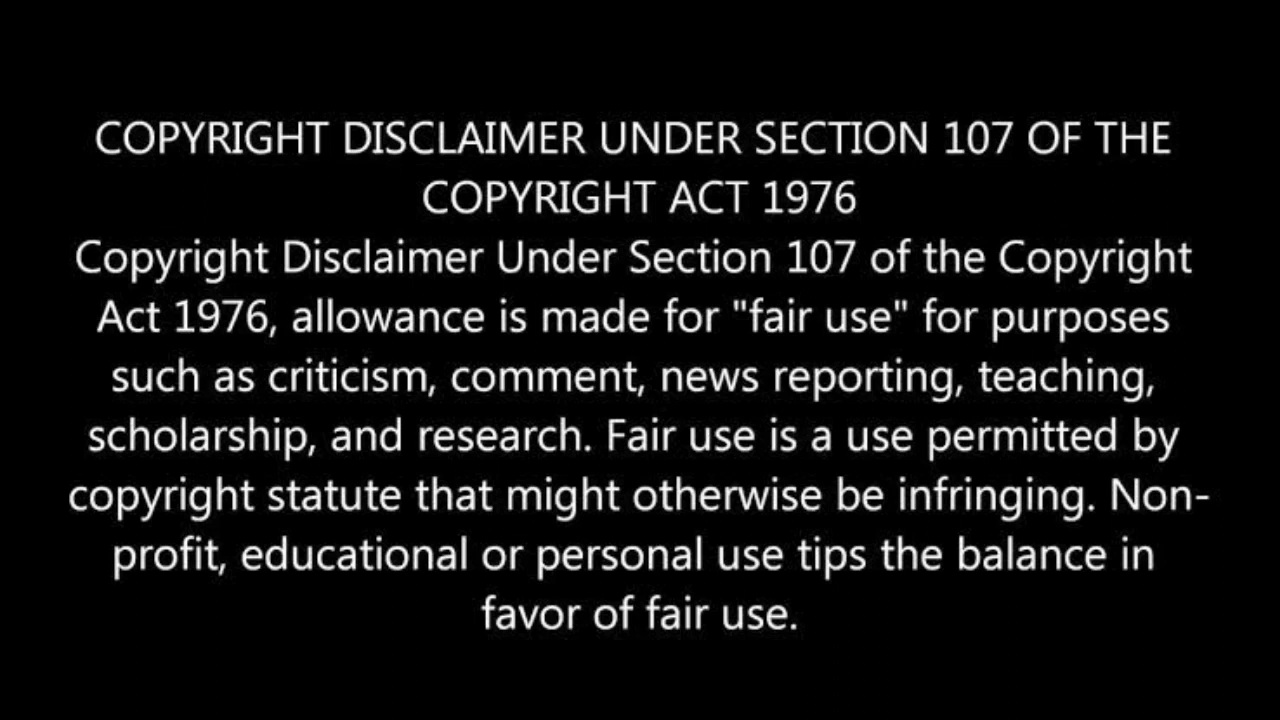 COPYRIGHT DISCLAIMER UNDER SECTION 107 OF THE
COPYRIGHT ACT 1976
Copyright Disclaimer Under Section 107 of the Copyright
Act 1976, allowance is made for "fair use" for purposes
such as criticism, comment, news reporting, teaching,
scholarship, and research. Fair use is a use permitted by
copyright statute that might otherwise be infringing. Non-
profit, educational or personal use tips the balance in
favor of fair use.